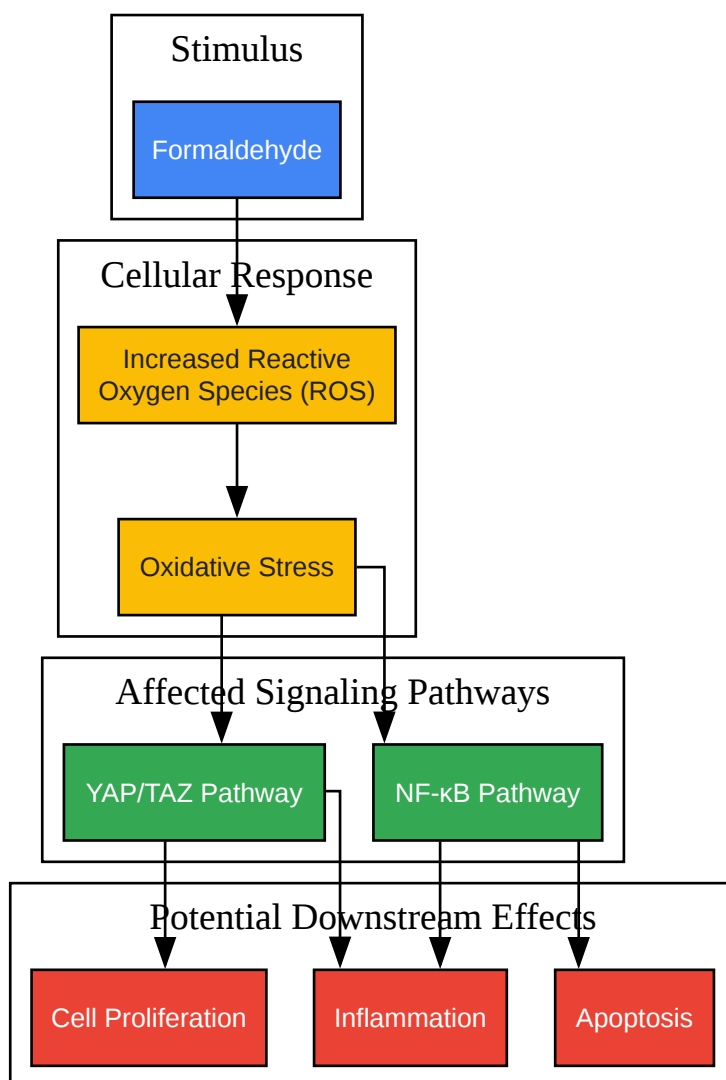 Stimulus
Formaldehyde
Cellular Response
Increased Reactive
Oxygen Species (ROS)
Oxidative Stress
Affected Signaling Pathways
YAP/TAZ Pathway
NF-κB Pathway
Potential Downstream Effects
Cell Proliferation
Inflammation
Apoptosis